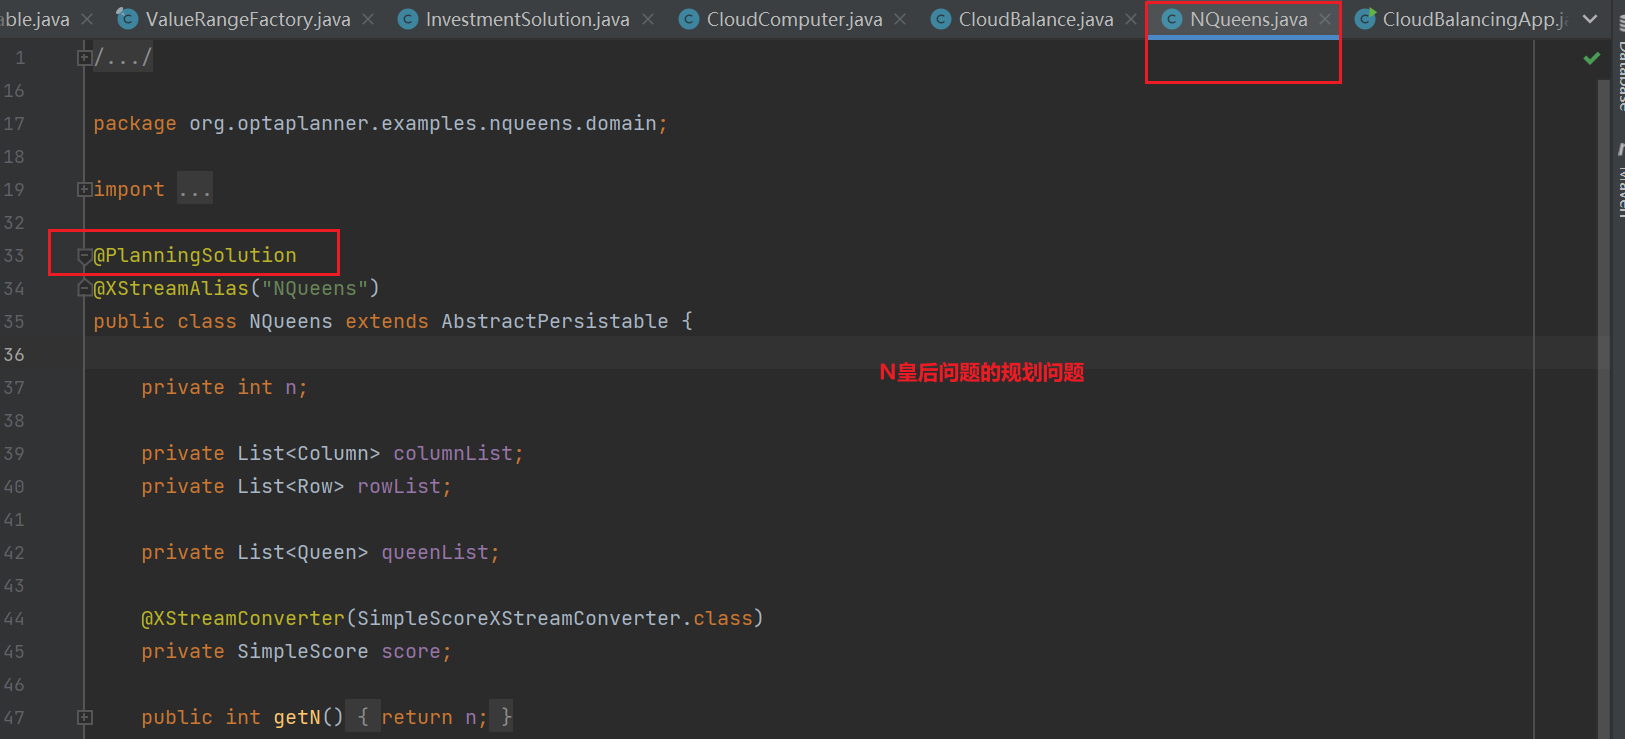 able.java ValueRangeFactory.java InvestmentSolution.java CloudComputer.java CloudBalance.java NQueens.java CloudBalancingApp.j
1 /.../
16
17 package org.optaplanner.examples.nqueens.domain;
18
19 import ...
32
33 @PlanningSolution
34 @XStreamAlias("NQueens")
35 public class NQueens extends AbstractPersistable {
36
N皇后问题的规划问题
37 private int n;
38
39 private List<Column> columnList;
40 private List<Row> rowList;
41
42 private List<Queen> queenList;
43
44 @XStreamConverter(SimpleScoreXStreamConverter.class)
45 private SimpleScore score;
46
47 public int getN() { return n; }
Database
Maven